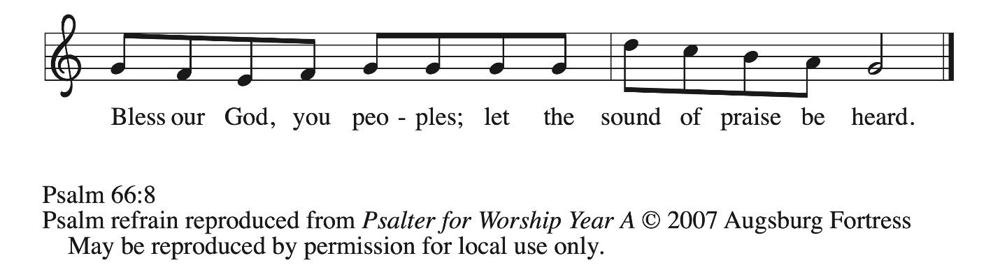 Bless our God, you peo - ples; let the sound of praise be heard.
Psalm 66:8
Psalm refrain reproduced from Psalter for Worship Year A © 2007 Augsburg Fortress
May be reproduced by permission for local use only.